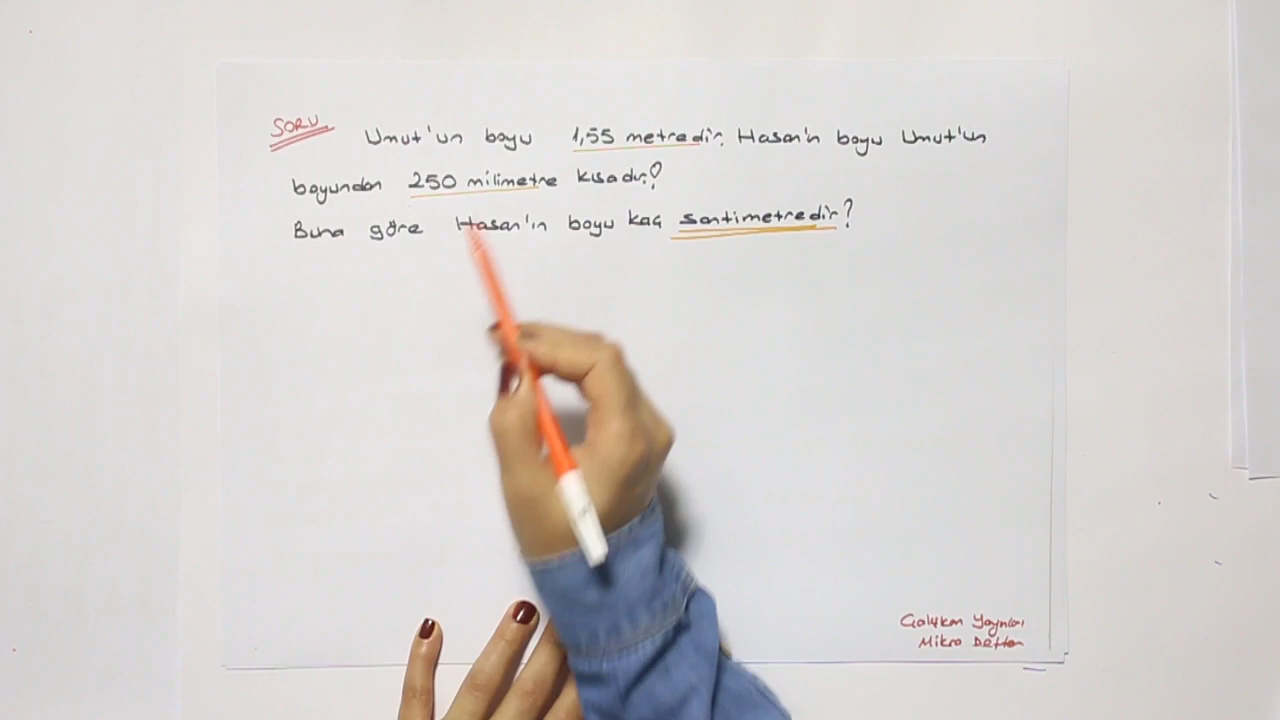 SORU Umut'un boyu 1,55 metredir. Hasan'ın boyu Umut'un
boyundan 250 milimetre kısadır?
Buna göre Hasan'ın boyu kaç santimetredir?
Çalışkan Yayınları
Mikro Defter